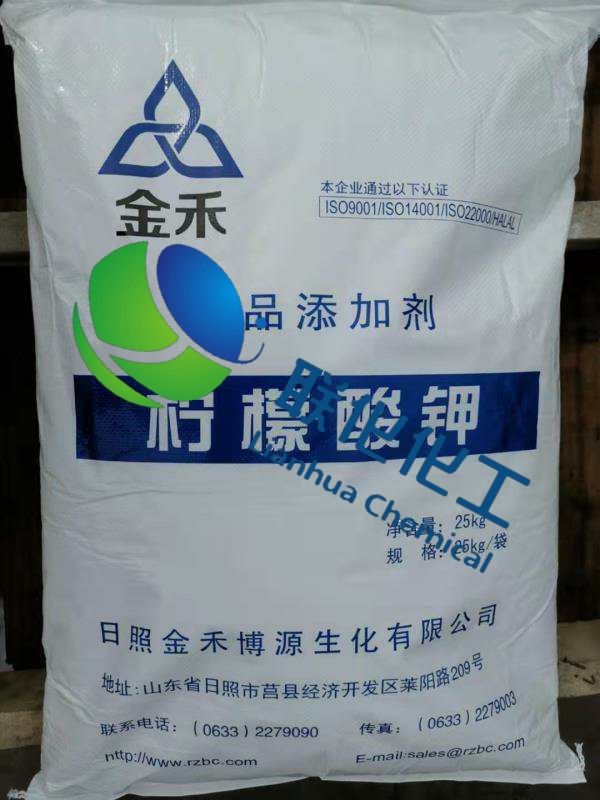 金禾
本企业通过以下认证
ISO9001/ISO14001/ISO22000/HALAL
品添加剂
柠檬酸钾
联化化工
Lianhua Chemical
净含量: 25kg
规 格: 25kg/袋
日照金禾博源生化有限公司
地址:山东省日照市莒县经济开发区莱阳路209号
联系电话: (0633) 2279090 传真: (0633) 2279003
http://www.rzbc.com E-mail:sales@rzbc.com